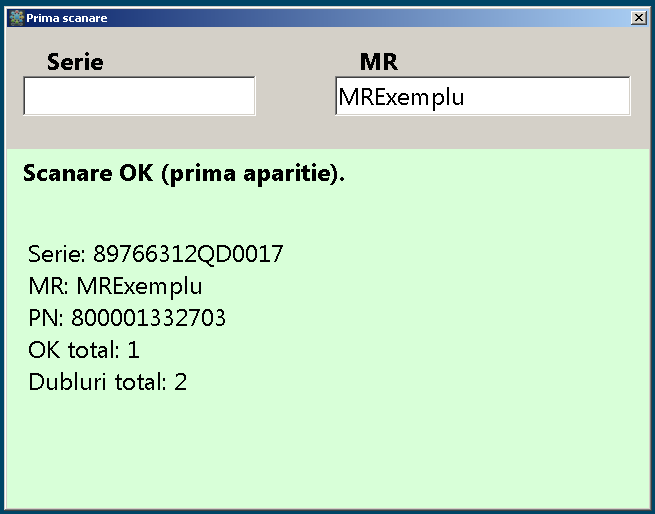 Prima scanare
Serie
MR
MRExemplu
Scanare OK (prima aparitie).
Serie: 89766312QD0017
MR: MRExemplu
PN: 800001332703
OK total: 1
Dubluri total: 2